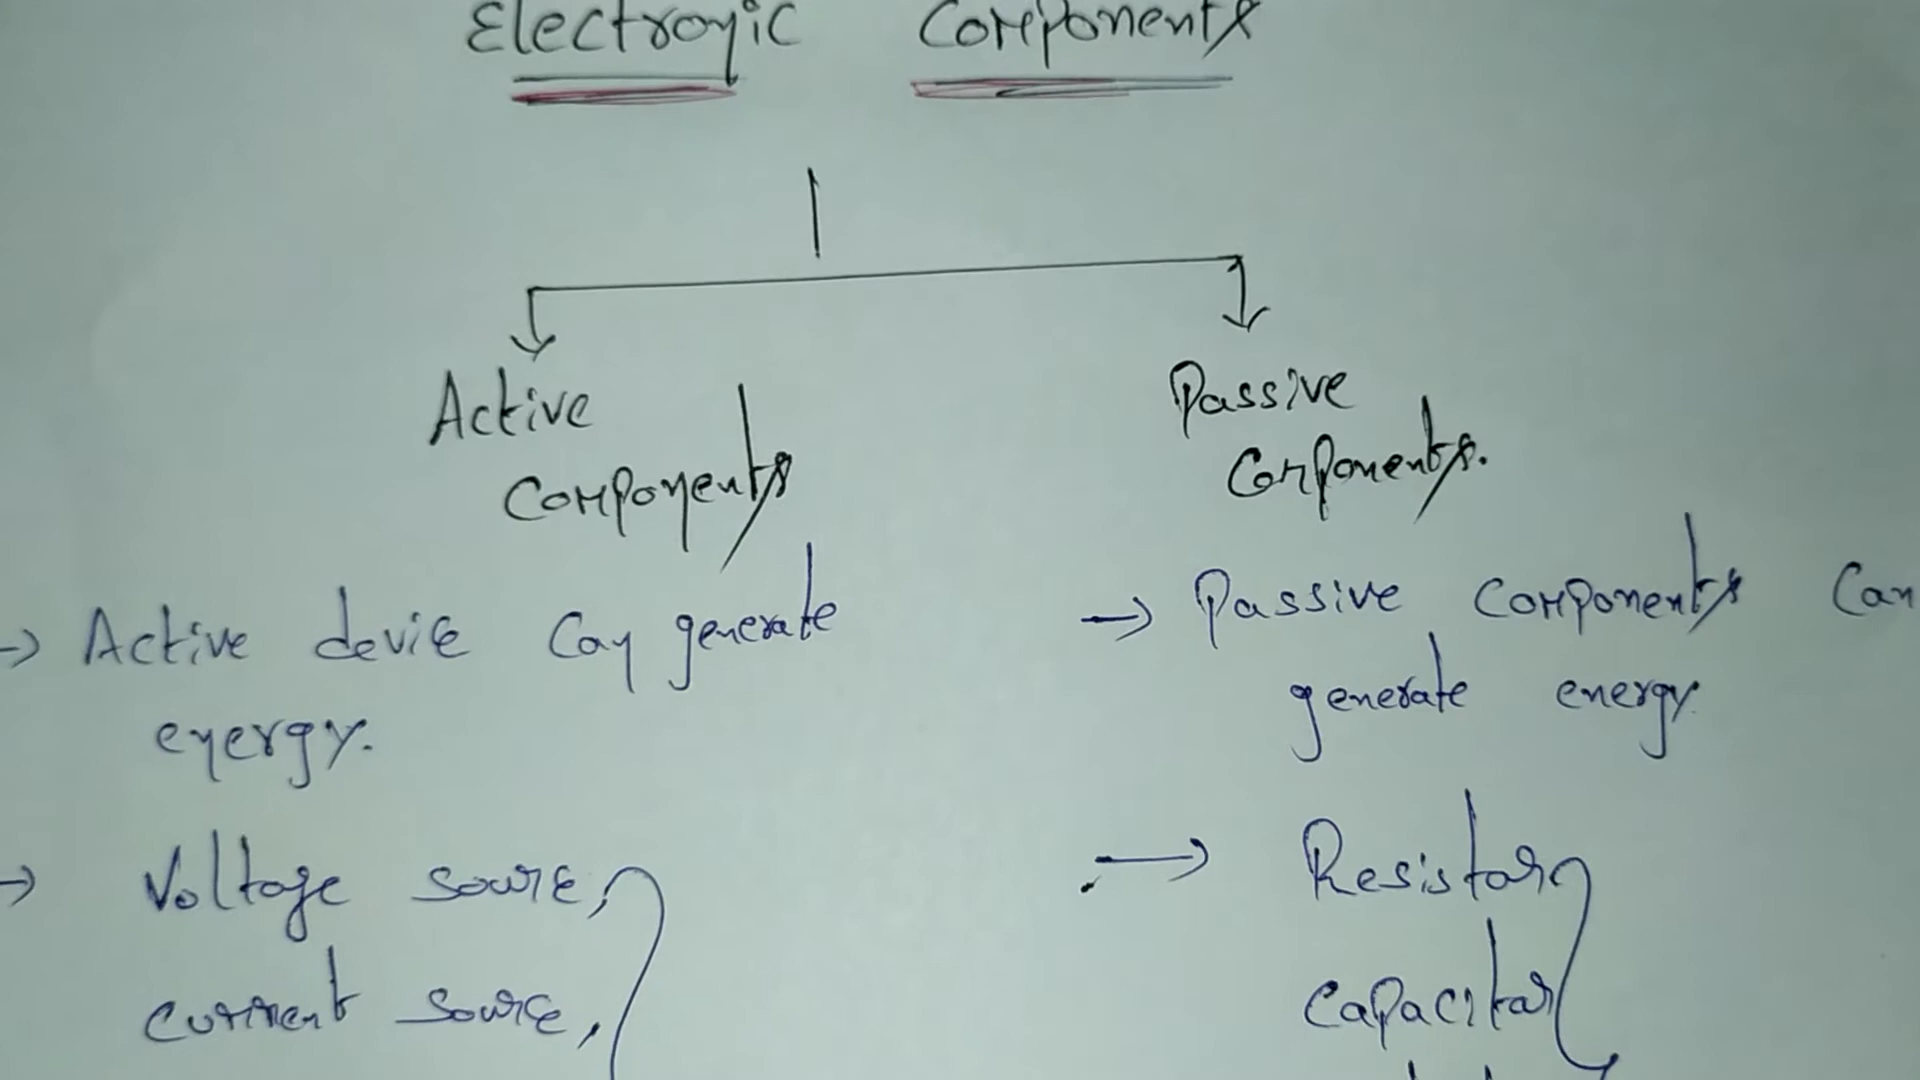 Electronic Components
Active
Components
Passive
Components.
→ Active device Can generate
energy.
→ Voltage source,
current source,
→ Passive Components Can
generate energy
→ Resistor
Capacitor